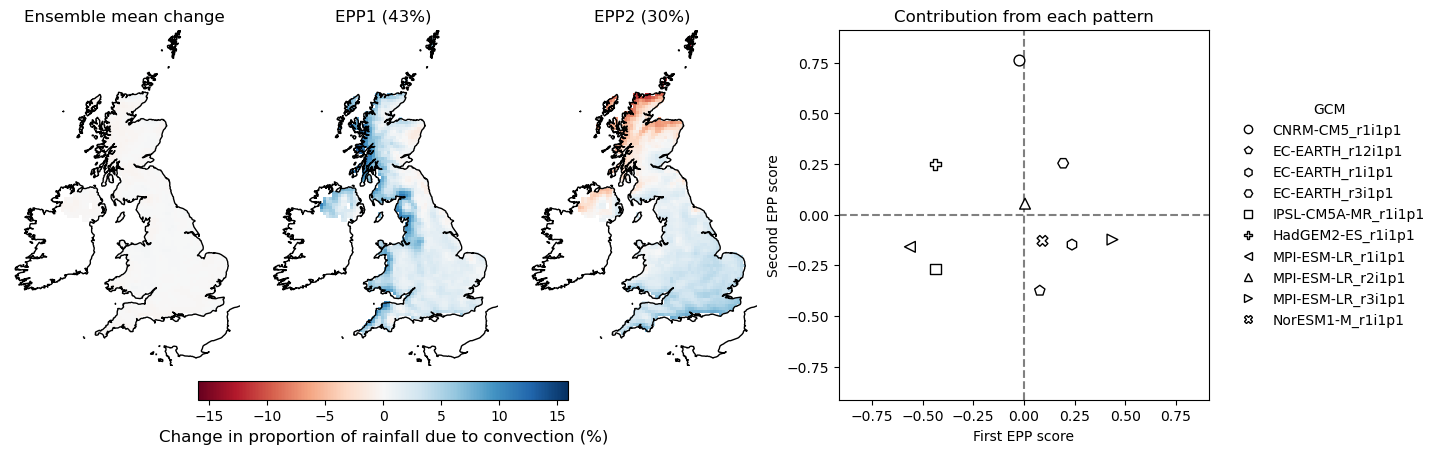 Ensemble mean change
EPP1 (43%)
EPP2 (30%)
−15 −10 −5 0 5 10 15
Change in proportion of rainfall due to convection (%)
Contribution from each pattern
0.75
0.50
0.25
0.00
−0.25
−0.50
−0.75
Second EPP score
−0.75 −0.50 −0.25 0.00 0.25 0.50 0.75
First EPP score
GCM
CNRM-CM5_r1i1p1
EC-EARTH_r12i1p1
EC-EARTH_r1i1p1
EC-EARTH_r3i1p1
IPSL-CM5A-MR_r1i1p1
HadGEM2-ES_r1i1p1
MPI-ESM-LR_r1i1p1
MPI-ESM-LR_r2i1p1
MPI-ESM-LR_r3i1p1
NorESM1-M_r1i1p1